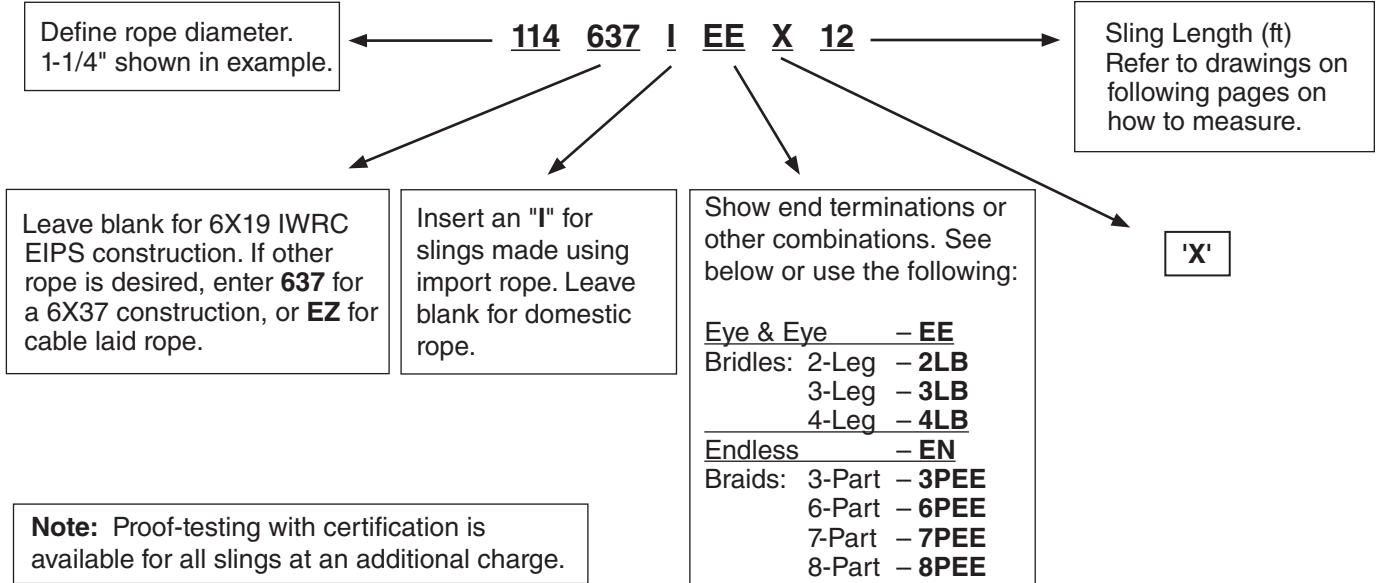 Define rope diameter.
1-1/4" shown in example.
114 637 I EE X 12
Sling Length (ft)
Refer to drawings on
following pages on
how to measure.
Leave blank for 6X19 IWRC
EIPS construction. If other
rope is desired, enter 637 for
a 6X37 construction, or EZ for
cable laid rope.
Insert an "I" for
slings made using
import rope. Leave
blank for domestic
rope.
Show end terminations or
other combinations. See
below or use the following:
Eye & Eye – EE
Bridles: 2-Leg – 2LB
3-Leg – 3LB
4-Leg – 4LB
Endless – EN
Braids: 3-Part – 3PEE
6-Part – 6PEE
7-Part – 7PEE
8-Part – 8PEE
'X'
Note: Proof-testing with certification is
available for all slings at an additional charge.